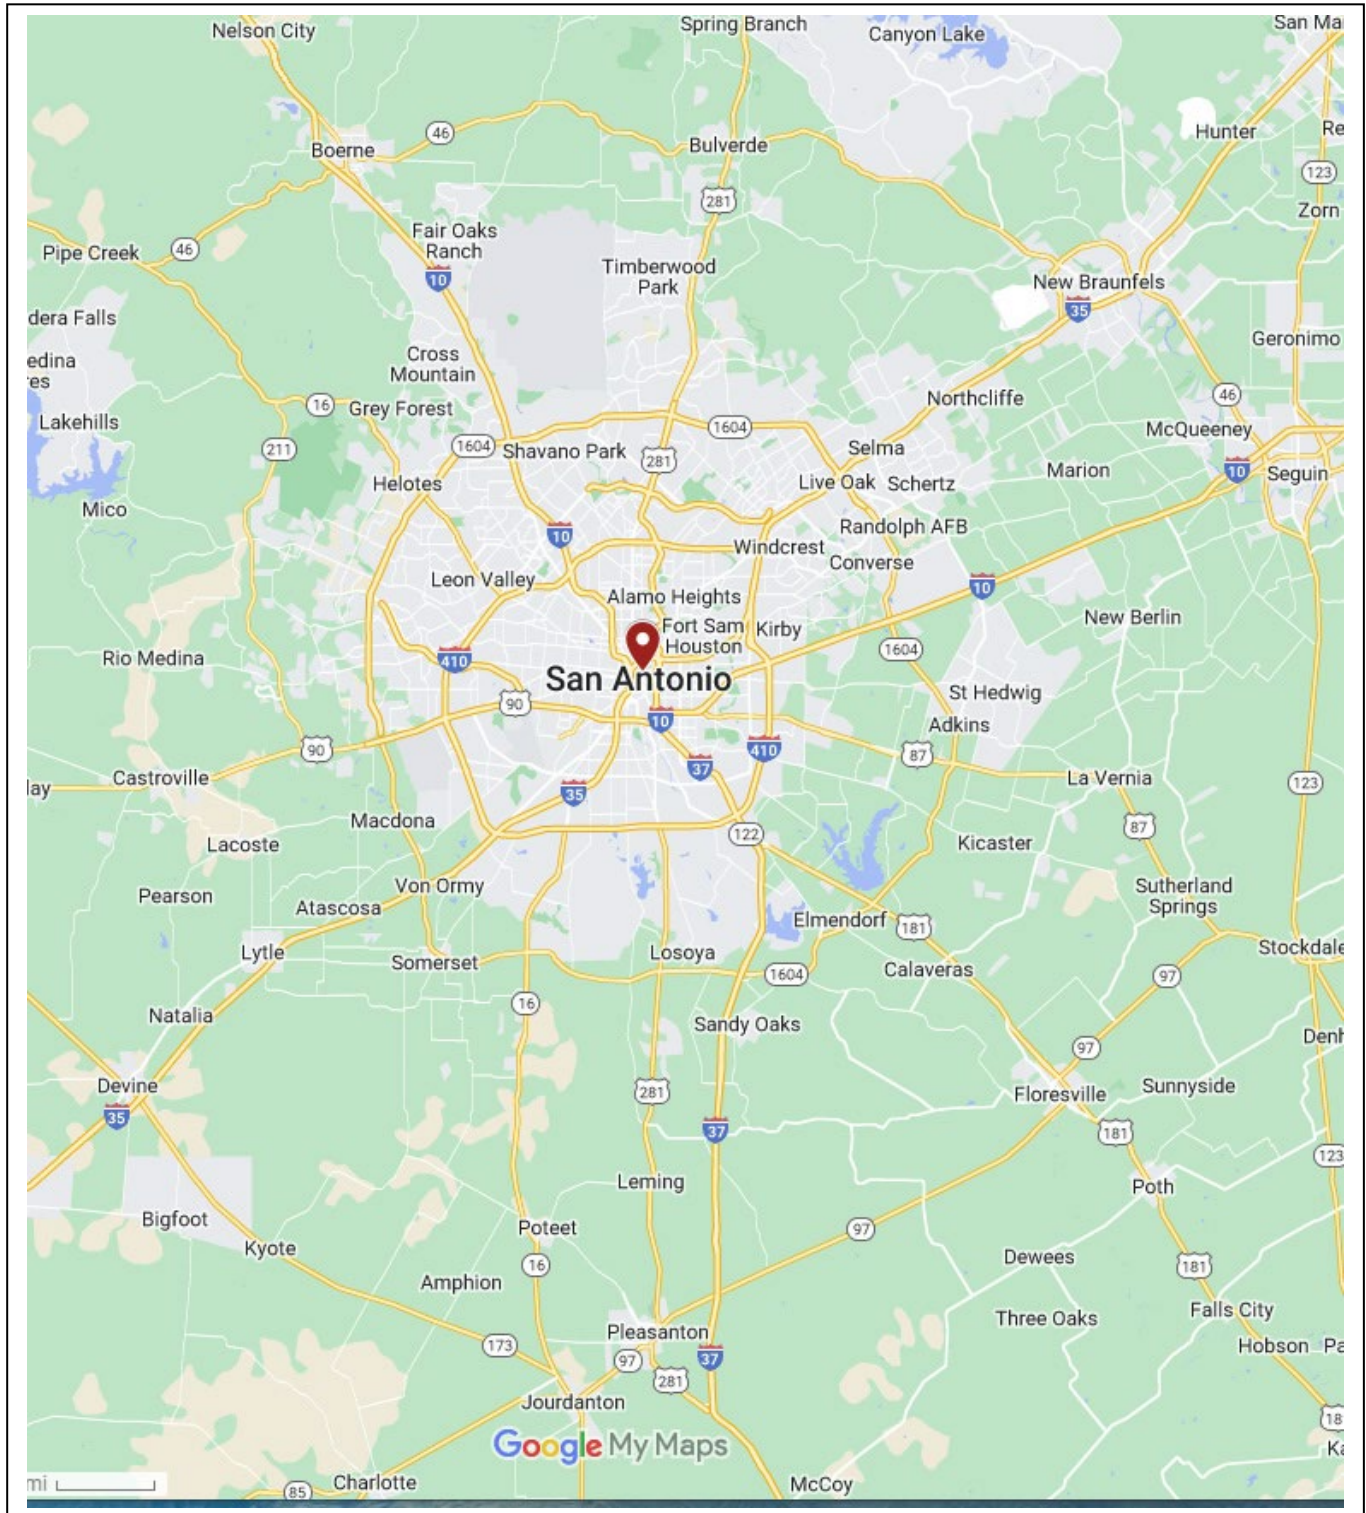 Nelson City
Spring Branch
Canyon Lake
San Ma
46
Boerne
Bulverde
Hunter
Re
123
281
Zorn
Fair Oaks
Ranch
46
Pipe Creek
10
Timberwood
Park
New Braunfels
35
dera Falls
edina
res
Geronimo
Cross
Mountain
Northcliffe
46
16
Grey Forest
Lakehills
1604
McQueeney
211
1604
Shavano Park
281
Selma
Marion
10
Seguin
Helotes
Live Oak
Schertz
Mico
Randolph AFB
10
Windcrest
Converse
Leon Valley
Alamo Heights
10
New Berlin
Fort Sam
Houston
Kirby
Rio Medina
410
1604
San Antonio
90
St Hedwig
10
Adkins
90
410
87
37
Castroville
lay
La Vernia
123
35
Macdona
122
87
Lacoste
Kicaster
Von Ormy
Pearson
Sutherland
Springs
Atascosa
Elmendorf
181
Lytle
Losoya
Stockdale
Somerset
1604
Calaveras
97
16
Natalia
Sandy Oaks
97
Denh
Devine
281
Floresville
Sunnyside
35
37
181
123
Leming
Poth
Bigfoot
Poteet
97
Kyote
Dewees
16
181
Amphion
Three Oaks
Falls City
Pleasanton
173
97
37
Hobson
Pa
281
Jourdanton
18
Google My Maps
Ka
mi
Charlotte
85
McCoy